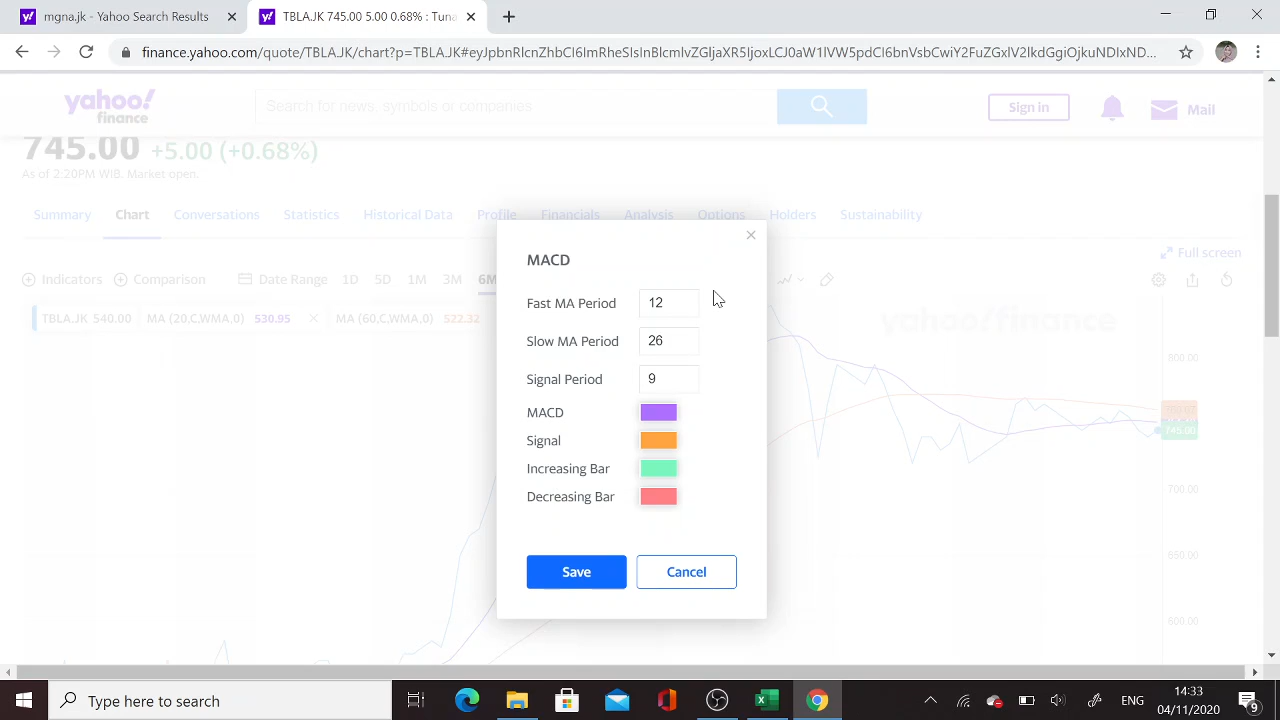 mgna.jk - Yahoo Search Results
TBLA.JK 745.00 5.00 0.68% : Tuna
finance.yahoo.com/quote/TBLA.JK/chart?p=TBLA.JK#
yahoo!
finance
Search for news, symbols or companies
Sign in
Mail
745.00 +5.00 (+0.68%)
As of 2:20PM WIB. Market open.
Summary Chart Conversations Statistics Historical Data Profile Financials Analysis Options Holders Sustainability
Full screen
Indicators Comparison Date Range 1D 5D 1M 3M 6M
TBLA.JK 540.00 MA (20,C,WMA,0) 530.95 MA (60,C,WMA,0) 522.32
yahoo!finance
MACD
Fast MA Period 12
Slow MA Period 26
Signal Period 9
MACD
Signal
Increasing Bar
Decreasing Bar
Save Cancel
800.00
745.00
700.00
650.00
600.00
Type here to search
ENG
14:33
04/11/2020
9